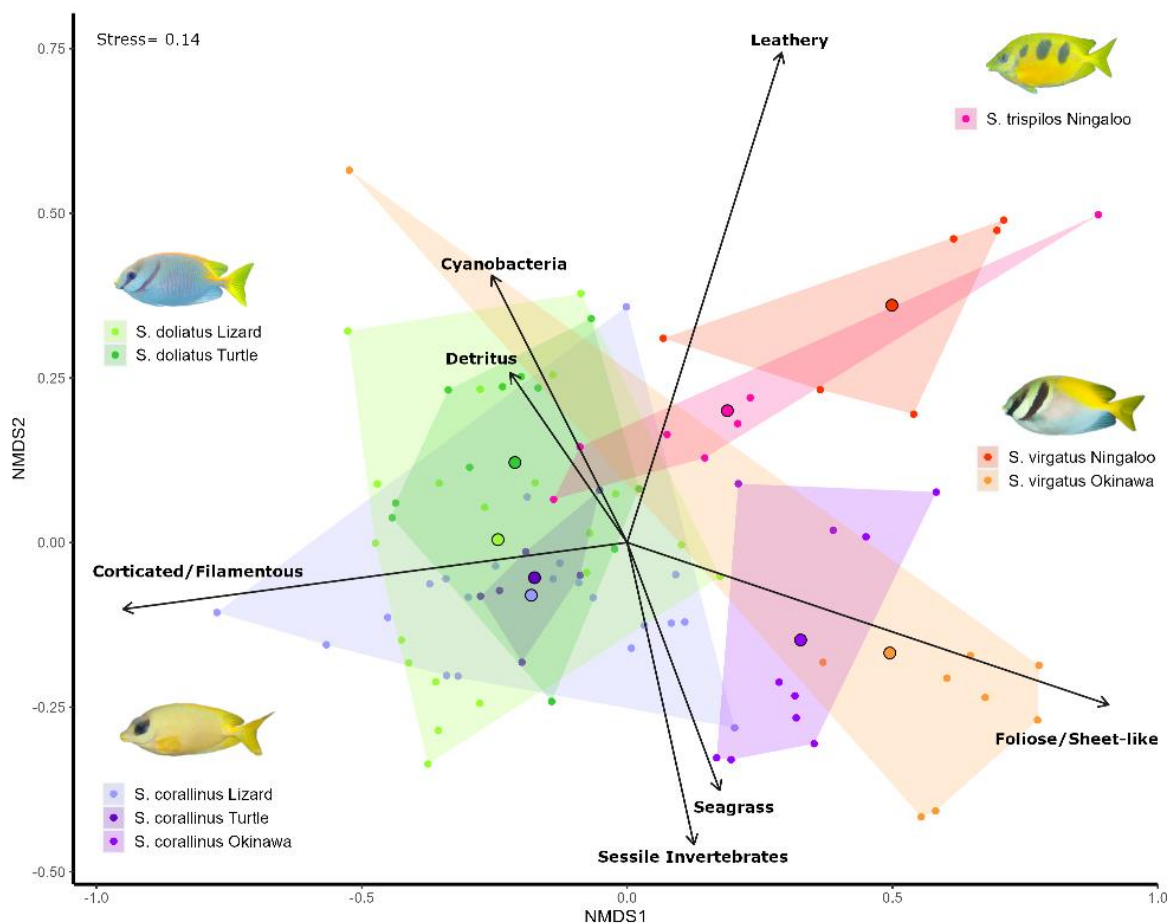 Stress= 0.14
Leathery
S. trispilos Ningaloo
Cyanobacteria
S. doliatus Lizard
S. doliatus Turtle
Detritus
S. virgatus Ningaloo
S. virgatus Okinawa
Corticated/Filamentous
Foliose/Sheet-like
S. corallinus Lizard
S. corallinus Turtle
S. corallinus Okinawa
Seagrass
Sessile Invertebrates
0.75
0.50
0.25
0.00
-0.25
-0.50
NMDS2
-1.0
-0.5
0.0
0.5
1.0
NMDS1